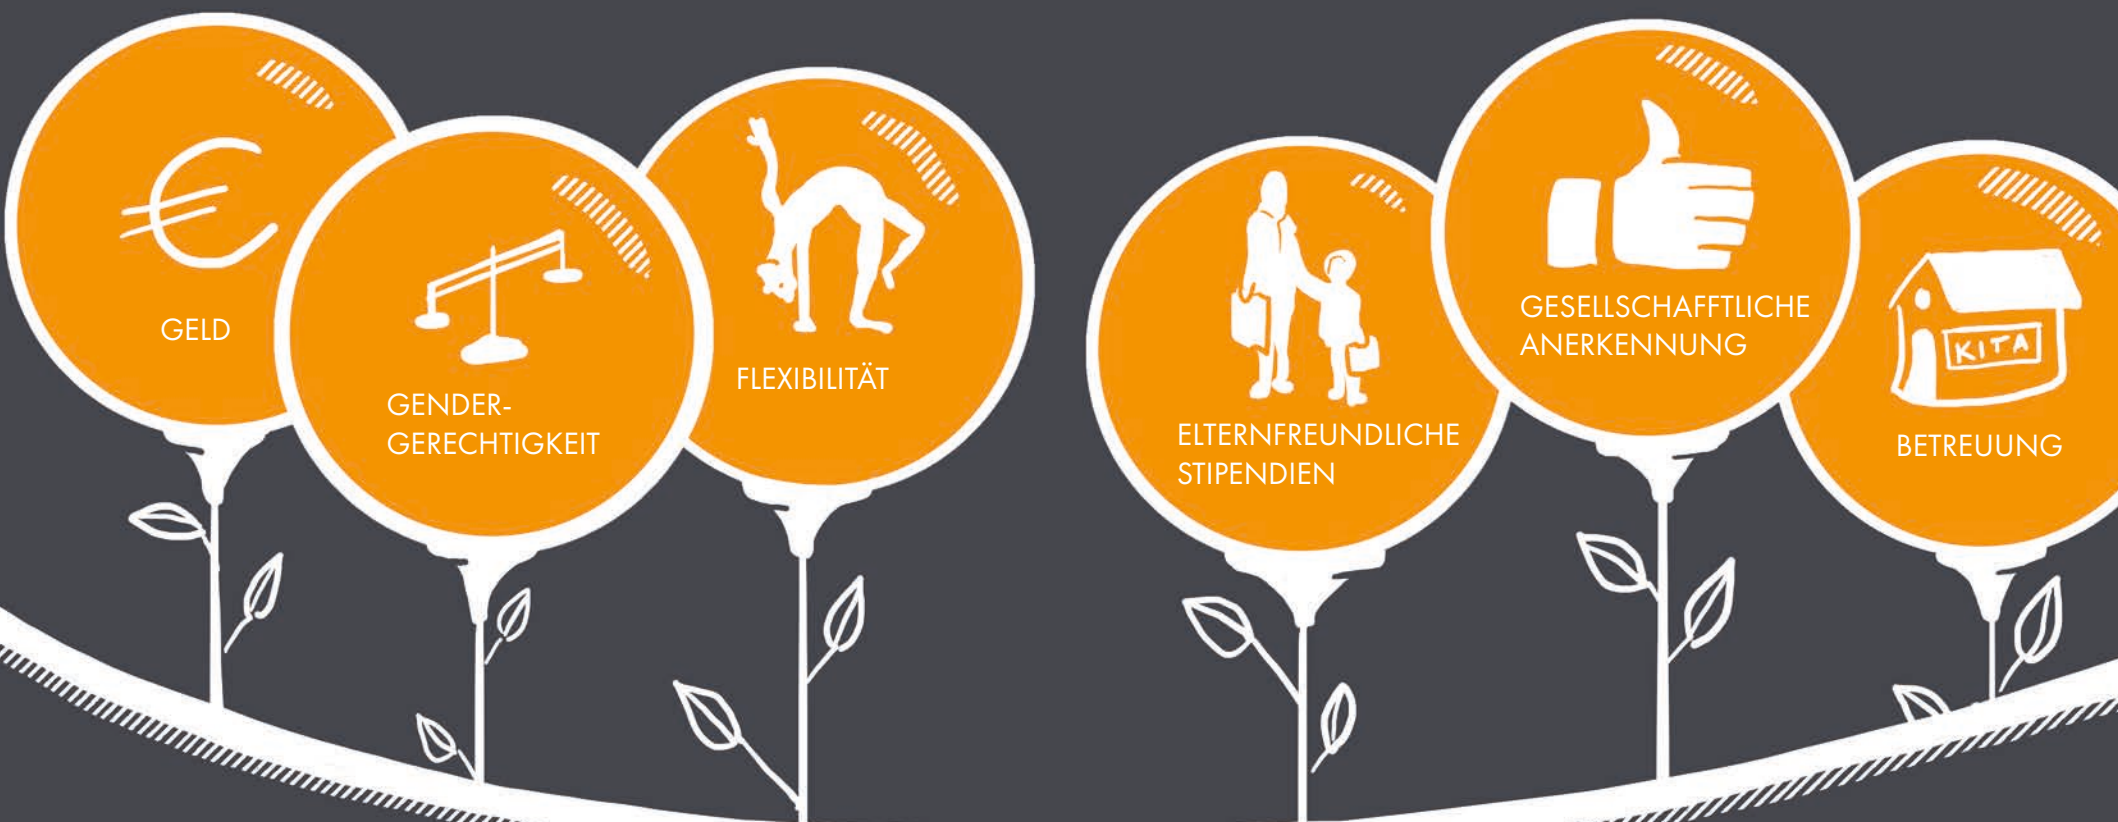 GELD
GENDER-
GERECHTIGKEIT
FLEXIBILITÄT
ELTERNFREUNDLICHE
STIPENDIEN
GESELLSCHAFFTLICHE
ANERKENNUNG
KITA
BETREUUNG